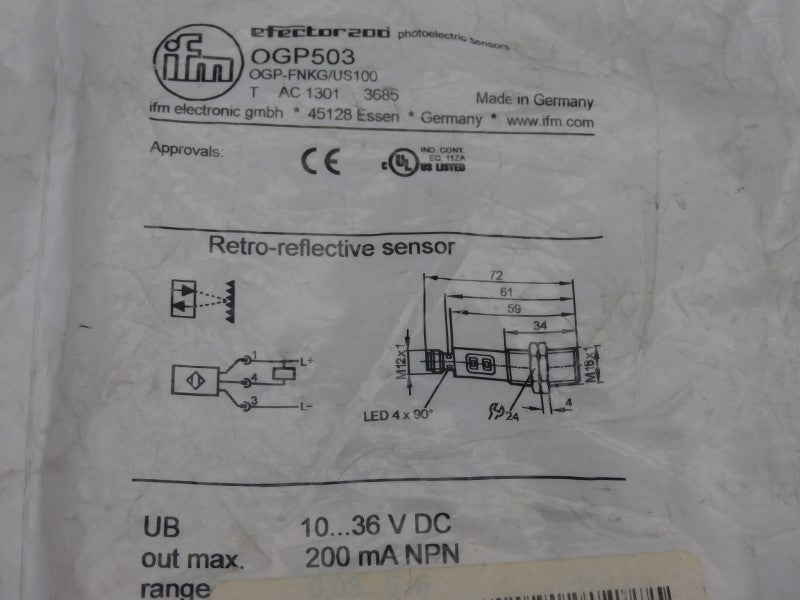 ifm
efector200 photoelectric sensors
OGP503
OGP-FNKG/US100
T AC 1301 3685 Made in Germany
ifm electronic gmbh * 45128 Essen * Germany * www.ifm.com
Approvals:
CE
c UL US LISTED
IND. CONT.
EQ. 11ZA
Retro-reflective sensor
72
61
59
34
M12x1
M18x1
LED 4 x 90°
24
4
1
L+
4
3
L–
UB 10...36 V DC
out max. 200 mA NPN
range